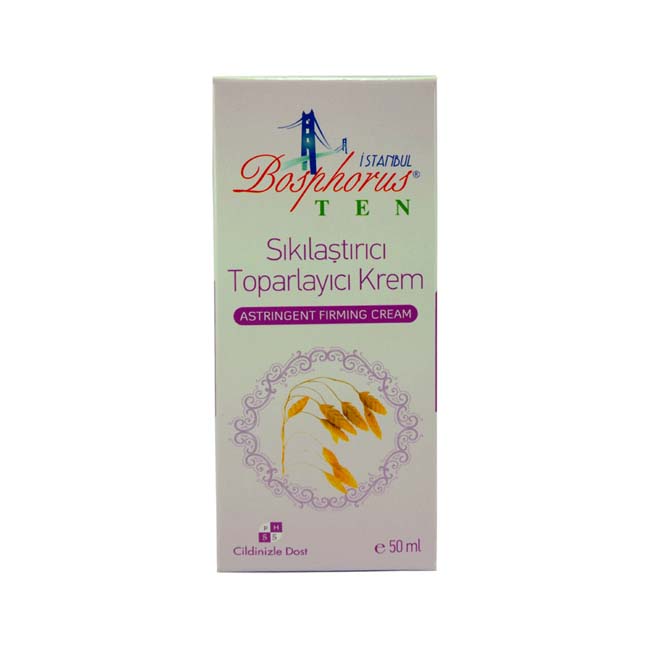 İSTANBUL
Bosphorus®
TEN
Sıkılaştırıcı
Toparlayıcı Krem
ASTRINGENT FIRMING CREAM
P H
S S
Cildinizle Dost
e 50 ml